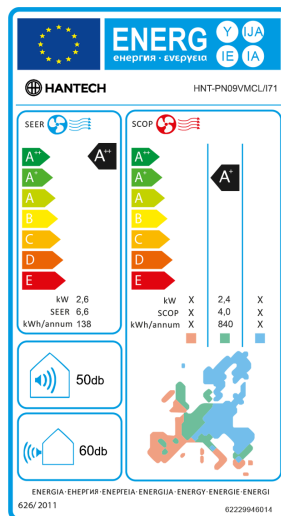 ENERG Y IJA
енергия · ενεργεια IE IA
HANTECH HNT-PN09VMCL/I71
SEER SCOP
A++ A++ A++
A+ A+ A+
A A
B B
C C
D D
E E
kW 2,6 kW X 2,4 X
SEER 6,6 SCOP X 4,0 X
kWh/annum 138 kWh/annum X 840 X
50db
60db
ENERGIA·ЕНЕРГИЯ·ΕΝΕΡΓΕΙΑ·ENERGIJA·ENERGY·ENERGIE·ENERGI
626/2011 62229946014